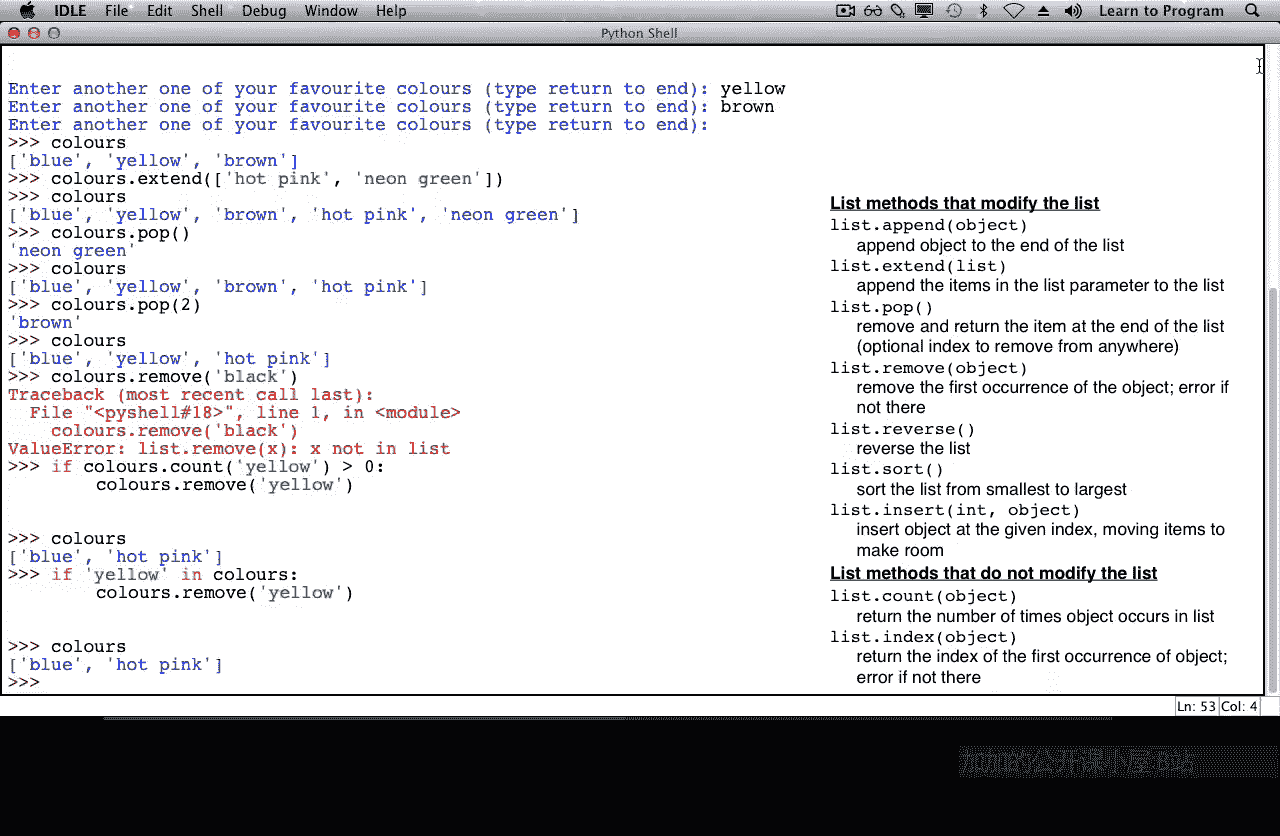 IDLE File Edit Shell Debug Window Help Learn to Program
Python Shell
Enter another one of your favourite colours (type return to end): yellow
Enter another one of your favourite colours (type return to end): brown
Enter another one of your favourite colours (type return to end):
>>> colours
['blue', 'yellow', 'brown']
>>> colours.extend(['hot pink', 'neon green'])
>>> colours
['blue', 'yellow', 'brown', 'hot pink', 'neon green']
>>> colours.pop()
'neon green'
>>> colours
['blue', 'yellow', 'brown', 'hot pink']
>>> colours.pop(2)
'brown'
>>> colours
['blue', 'yellow', 'hot pink']
>>> colours.remove('black')
Traceback (most recent call last):
  File "<pyshell#18>", line 1, in <module>
    colours.remove('black')
ValueError: list.remove(x): x not in list
>>> if colours.count('yellow') > 0:
        colours.remove('yellow')
>>> colours
['blue', 'hot pink']
>>> if 'yellow' in colours:
        colours.remove('yellow')
>>> colours
['blue', 'hot pink']
>>>
List methods that modify the list
list.append(object)
append object to the end of the list
list.extend(list)
append the items in the list parameter to the list
list.pop()
remove and return the item at the end of the list
(optional index to remove from anywhere)
list.remove(object)
remove the first occurrence of the object; error if
not there
list.reverse()
reverse the list
list.sort()
sort the list from smallest to largest
list.insert(int, object)
insert object at the given index, moving items to
make room
List methods that do not modify the list
list.count(object)
return the number of times object occurs in list
list.index(object)
return the index of the first occurrence of object;
error if not there
Ln: 53 Col: 4